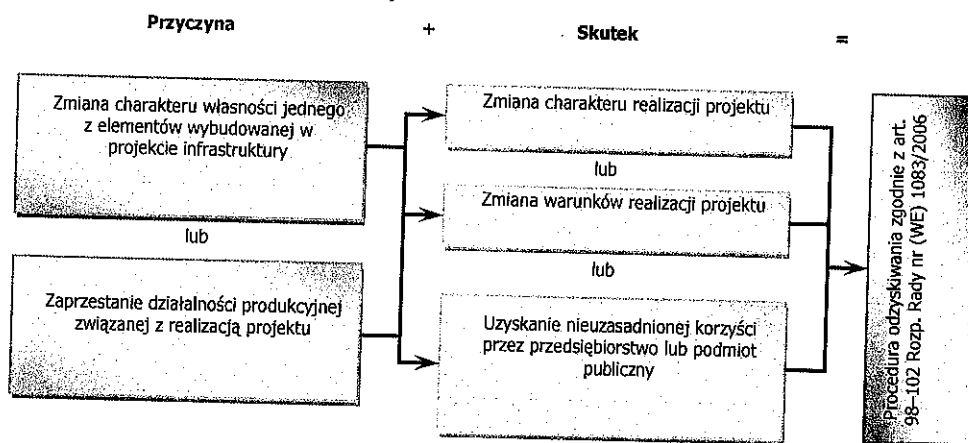 Przyczyna + Skutek =
Zmiana charakteru własności jednego
z elementów wybudowanej w
projekcie infrastruktury
lub
Zaprzestanie działalności produkcyjnej
związanej z realizacją projektu
Zmiana charakteru realizacji projektu
lub
Zmiana warunków realizacji projektu
lub
Uzyskanie nieuzasadnionej korzyści
przez przedsiębiorstwo lub podmiot
publiczny
Procedura odzyskiwania zgodnie z art.
98–102 Rozp. Rady nr (WE) 1083/2006